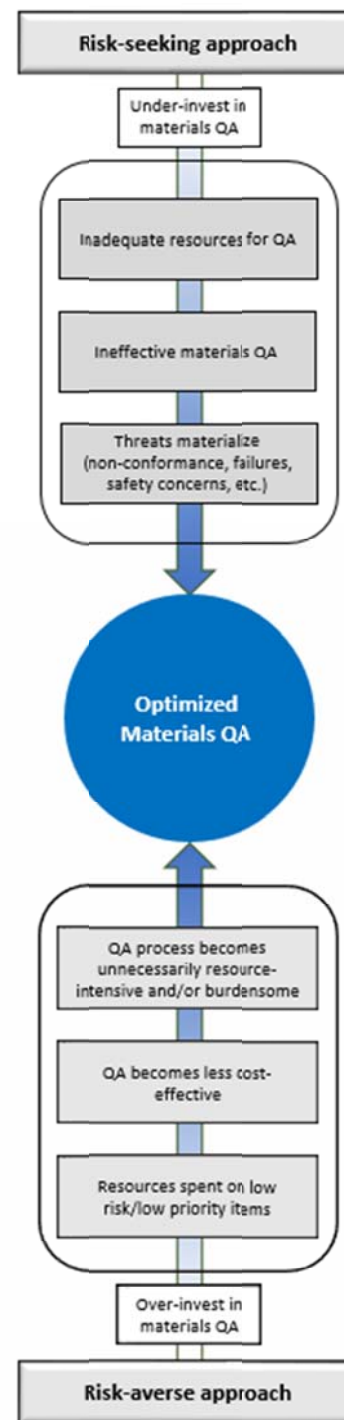 Risk-seeking approach
Under-invest in
materials QA
Inadequate resources for QA
Ineffective materials QA
Threats materialize
(non-conformance, failures,
safety concerns, etc.)
Optimized
Materials QA
QA process becomes
unnecessarily resource-
intensive and/or burdensome
QA becomes less cost-
effective
Resources spent on low
risk/low priority items
Over-invest in
materials QA
Risk-averse approach